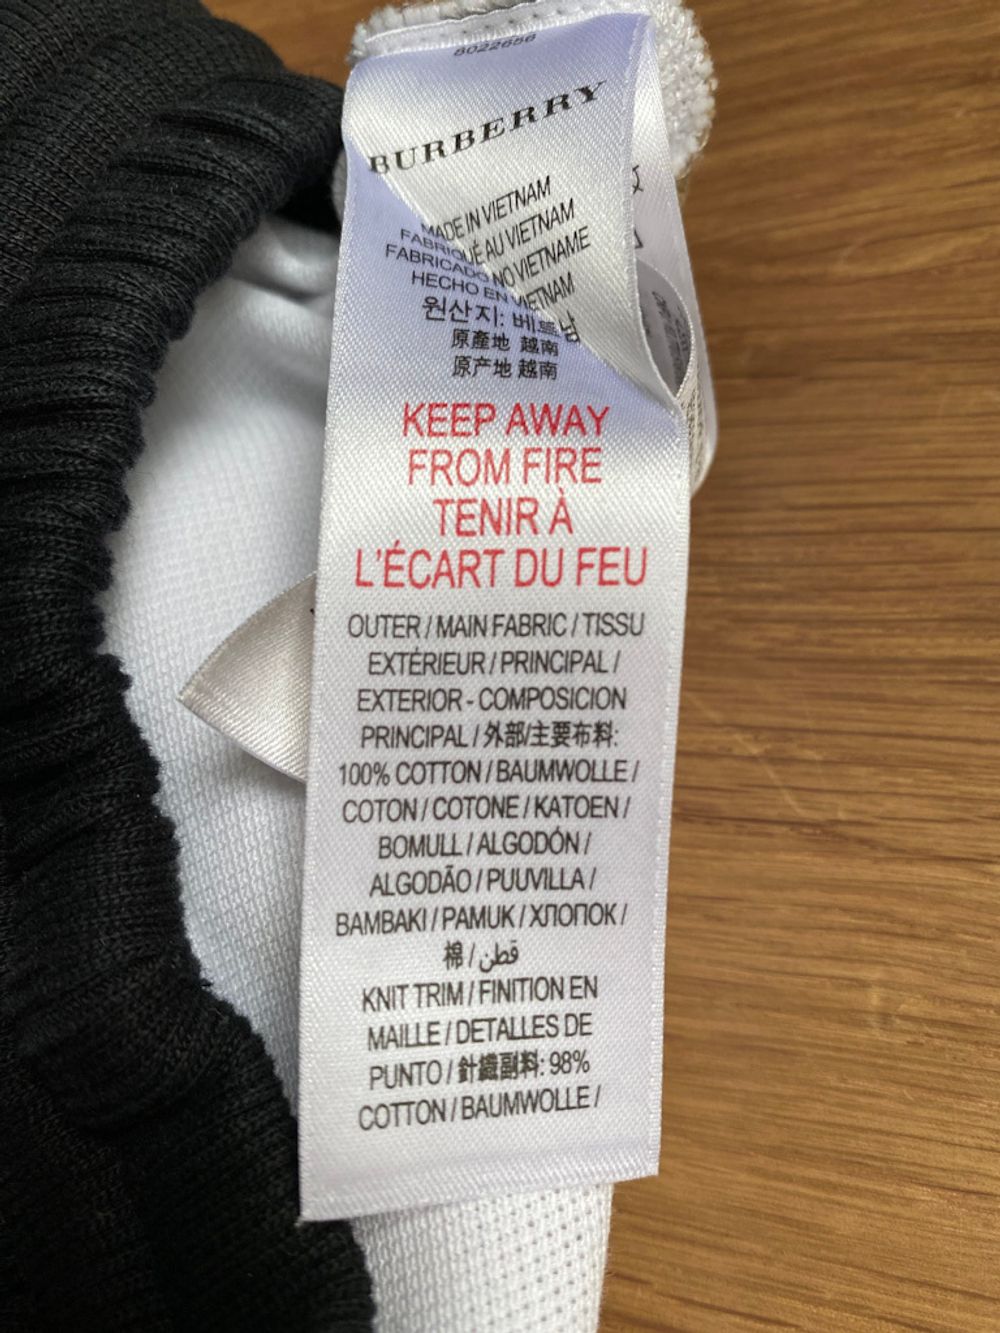 8022656
BURBERRY
MADE IN VIETNAM
FABRIQUÉ AU VIETNAM
FABRICADO NO VIETNAME
HECHO EN VIETNAM
원산지: 베트남
原產地 越南
原产地 越南
KEEP AWAY
FROM FIRE
TENIR À
L'ÉCART DU FEU
OUTER / MAIN FABRIC / TISSU
EXTÉRIEUR / PRINCIPAL /
EXTERIOR - COMPOSICION
PRINCIPAL / 外部/主要布料:
100% COTTON / BAUMWOLLE /
COTON / COTONE / KATOEN /
BOMULL / ALGODÓN /
ALGODÃO / PUUVILLA /
BAMBAKI / PAMUK / ХЛОПОК /
棉 / قطن
KNIT TRIM / FINITION EN
MAILLE / DETALLES DE
PUNTO / 針織副料: 98%
COTTON / BAUMWOLLE /